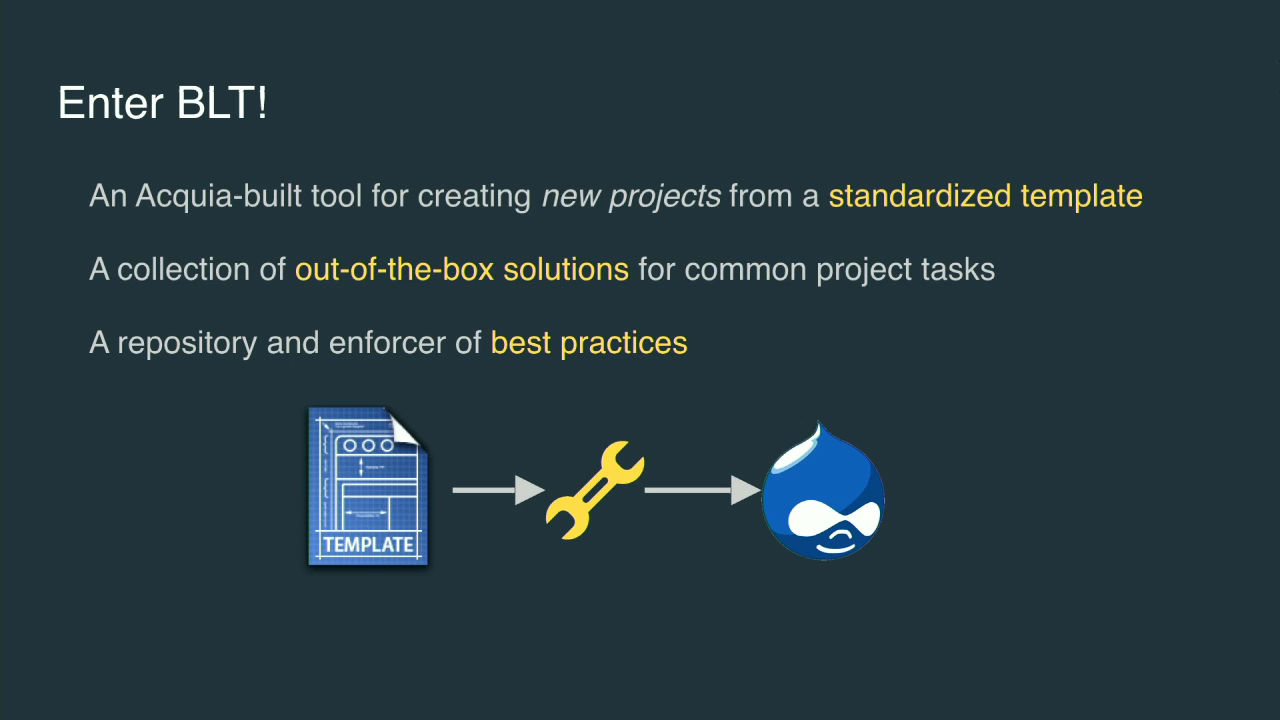 Enter BLT!
An Acquia-built tool for creating new projects from a standardized template
A collection of out-of-the-box solutions for common project tasks
A repository and enforcer of best practices
TEMPLATE